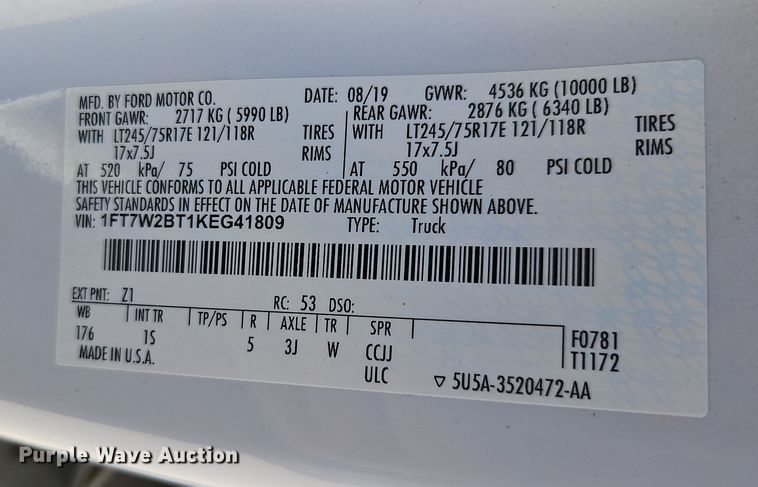 MFD. BY FORD MOTOR CO. DATE: 08/19 GVWR: 4536 KG (10000 LB)
FRONT GAWR: 2717 KG ( 5990 LB) REAR GAWR: 2876 KG ( 6340 LB)
WITH LT245/75R17E 121/118R TIRES WITH LT245/75R17E 121/118R TIRES
17x7.5J RIMS 17x7.5J RIMS
AT 520 kPa/ 75 PSI COLD AT 550 kPa/ 80 PSI COLD
THIS VEHICLE CONFORMS TO ALL APPLICABLE FEDERAL MOTOR VEHICLE
SAFETY STANDARDS IN EFFECT ON THE DATE OF MANUFACTURE SHOWN ABOVE.
VIN: 1FT7W2BT1KEG41809 TYPE: Truck
EXT PNT: Z1 RC: 53 DSO:
WB INT TR TP/PS R AXLE TR SPR F0781
176 1S 5 3J W CCJJ T1172
MADE IN U.S.A. ULC ▽ 5U5A-3520472-AA
Purple Wave Auction